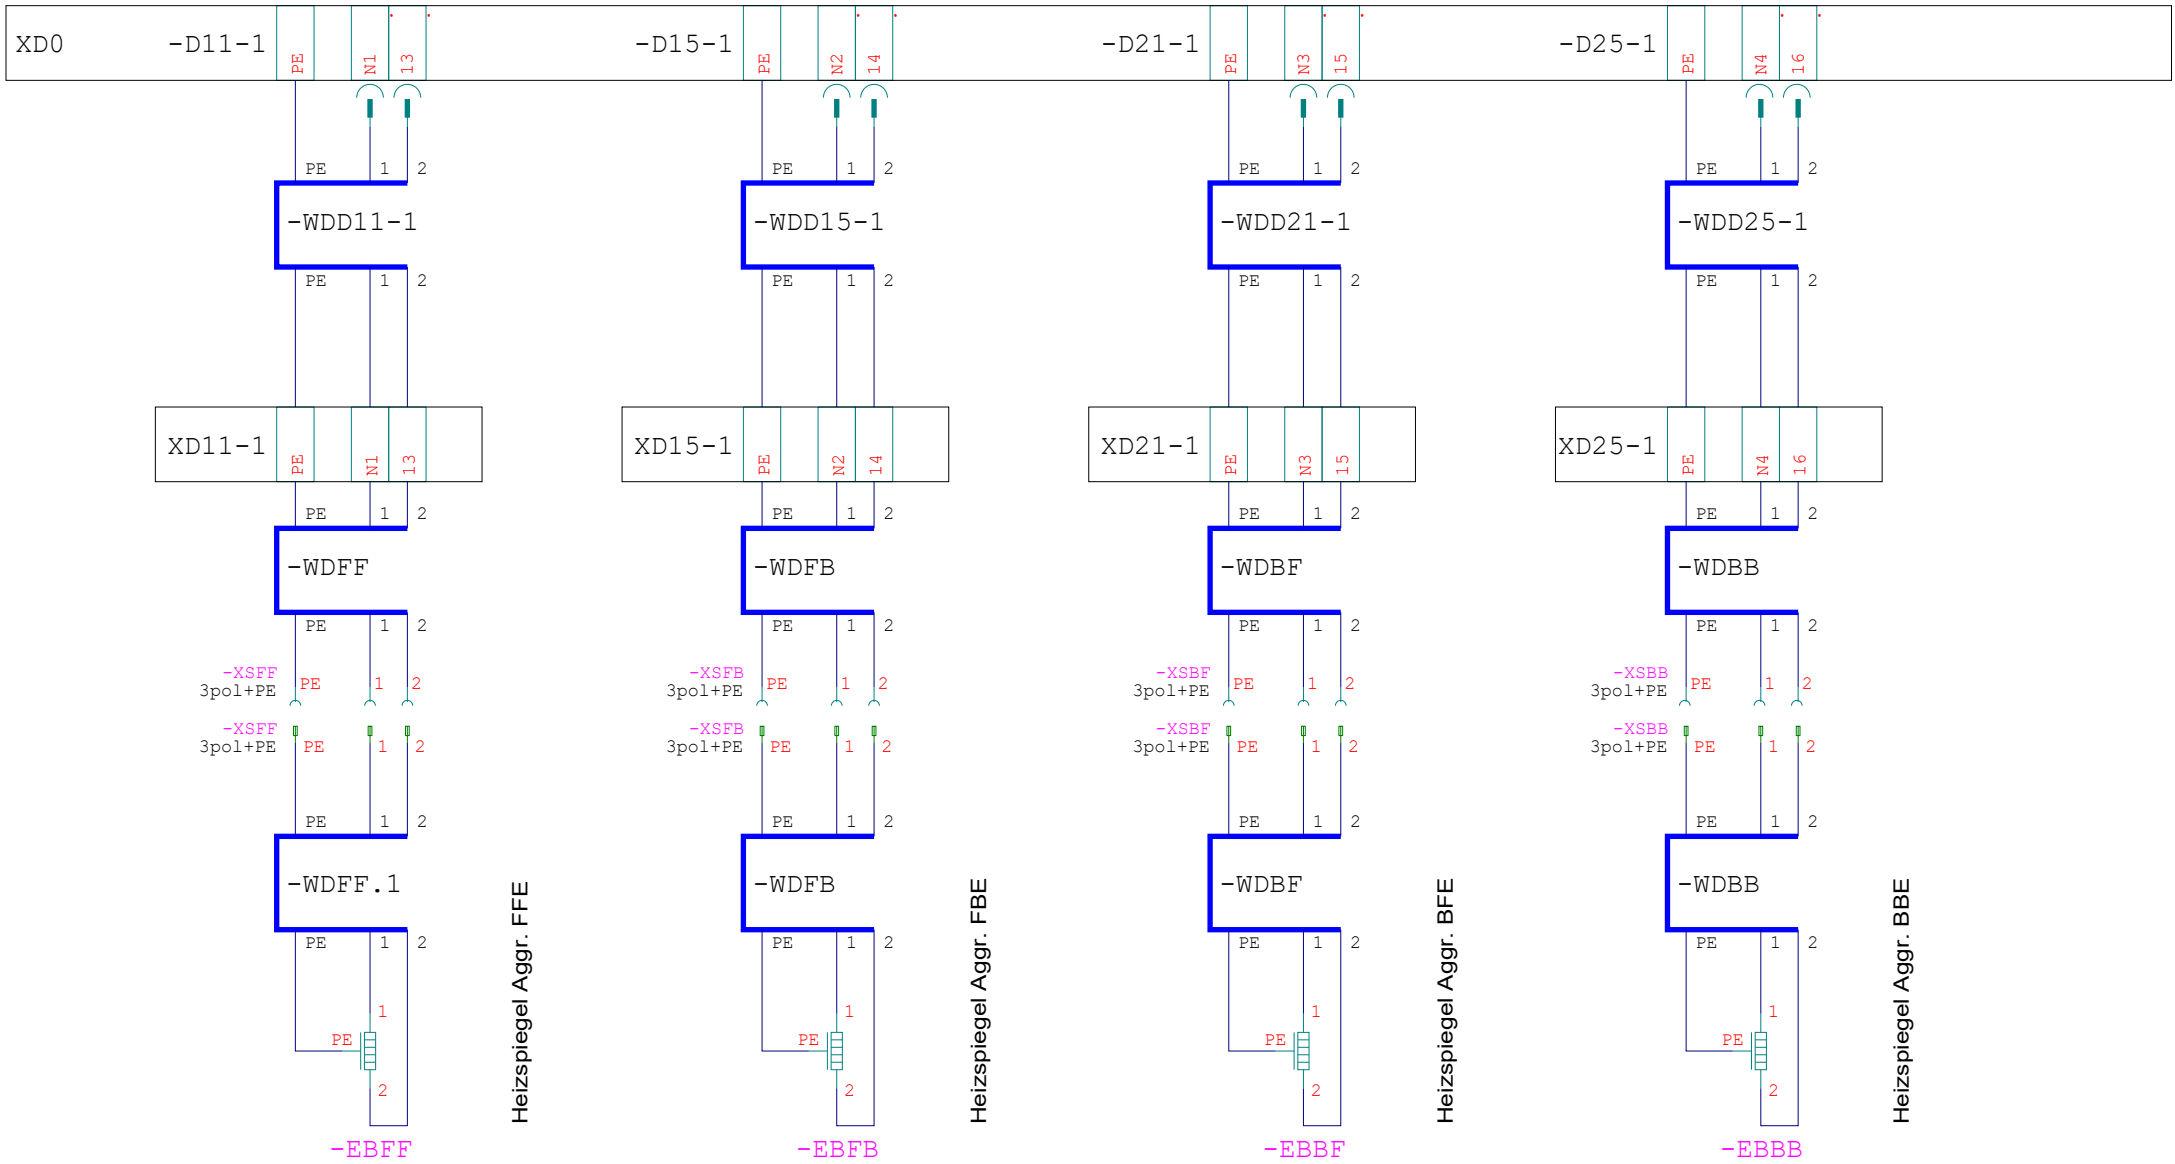 XD0 -D11-1 PE N1 13 -D15-1 PE N2 14 -D21-1 PE N3 15 -D25-1 PE N4 16
PE 1 2 PE 1 2 PE 1 2 PE 1 2
-WDD11-1 -WDD15-1 -WDD21-1 -WDD25-1
PE 1 2 PE 1 2 PE 1 2 PE 1 2
XD11-1 PE N1 13 XD15-1 PE N2 14 XD21-1 PE N3 15 XD25-1 PE N4 16
PE 1 2 PE 1 2 PE 1 2 PE 1 2
-WDFF -WDFB -WDBF -WDBB
PE 1 2 PE 1 2 PE 1 2 PE 1 2
-XSFF -XSFB -XSBF -XSBB
3pol+PE PE 1 2 3pol+PE PE 1 2 3pol+PE PE 1 2 3pol+PE PE 1 2
-XSFF -XSFB -XSBF -XSBB
3pol+PE PE 1 2 3pol+PE PE 1 2 3pol+PE PE 1 2 3pol+PE PE 1 2
PE 1 2 PE 1 2 PE 1 2 PE 1 2
-WDFF.1 -WDFB -WDBF -WDBB
PE 1 2 PE 1 2 PE 1 2 PE 1 2
Heizspiegel Aggr. FFE
Heizspiegel Aggr. FBE
Heizspiegel Aggr. BFE
Heizspiegel Aggr. BBE
1 1 1 1
PE PE PE PE
2 2 2 2
-EBFF -EBFB -EBBF -EBBB